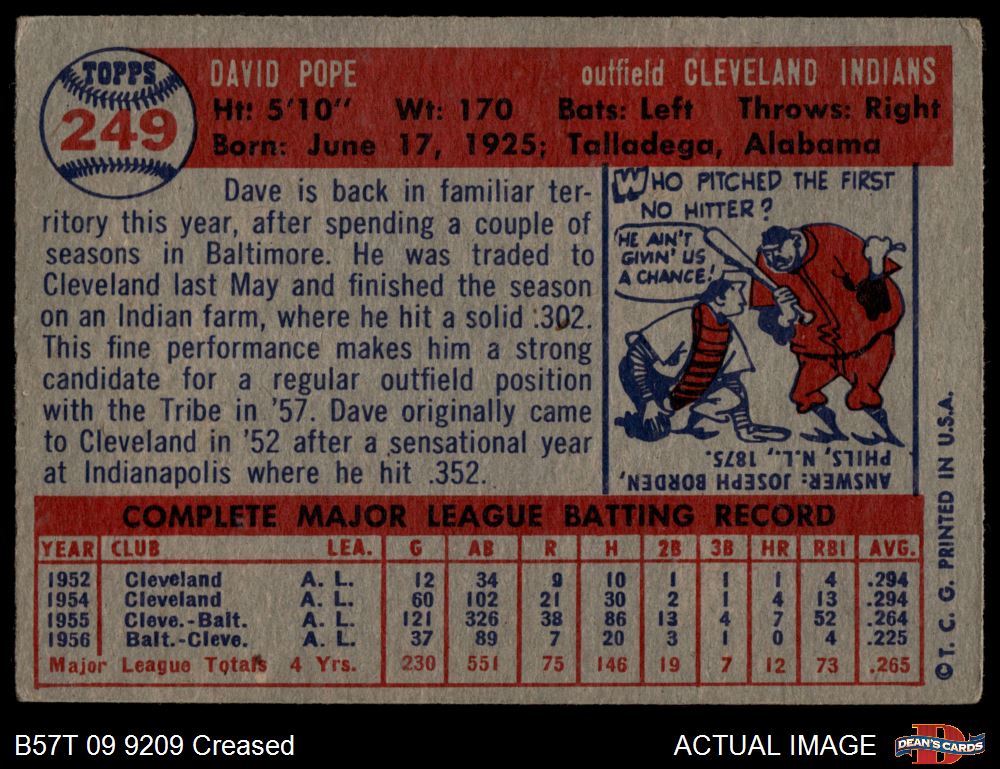 TOPPS
249
DAVID POPE outfield CLEVELAND INDIANS
Ht: 5'10" Wt: 170 Bats: Left Throws: Right
Born: June 17, 1925; Talladega, Alabama
Dave is back in familiar ter-
ritory this year, after spending a couple of
seasons in Baltimore. He was traded to
Cleveland last May and finished the season
on an Indian farm, where he hit a solid .302.
This fine performance makes him a strong
candidate for a regular outfield position
with the Tribe in '57. Dave originally came
to Cleveland in '52 after a sensational year
at Indianapolis where he hit .352.
WHO PITCHED THE FIRST
NO HITTER?
HE AIN'T
GIVIN' US
A CHANCE!
ANSWER: JOSEPH BORDEN,
PHILS, N.L., 1875.
COMPLETE MAJOR LEAGUE BATTING RECORD
YEAR CLUB LEA. G AB R H 2B 3B HR RBI AVG.
1952 Cleveland A. L. 12 34 9 10 1 1 1 4 .294
1954 Cleveland A. L. 60 102 21 30 2 1 4 13 .294
1955 Cleve.-Balt. A. L. 121 326 38 86 13 4 7 52 .264
1956 Balt.-Cleve. A. L. 37 89 7 20 3 1 0 4 .225
Major League Totals 4 Yrs. 230 551 75 146 19 7 12 73 .265
© T. C. G. PRINTED IN U.S.A.
B57T 09 9209 Creased
ACTUAL IMAGE
DEAN'S CARDS